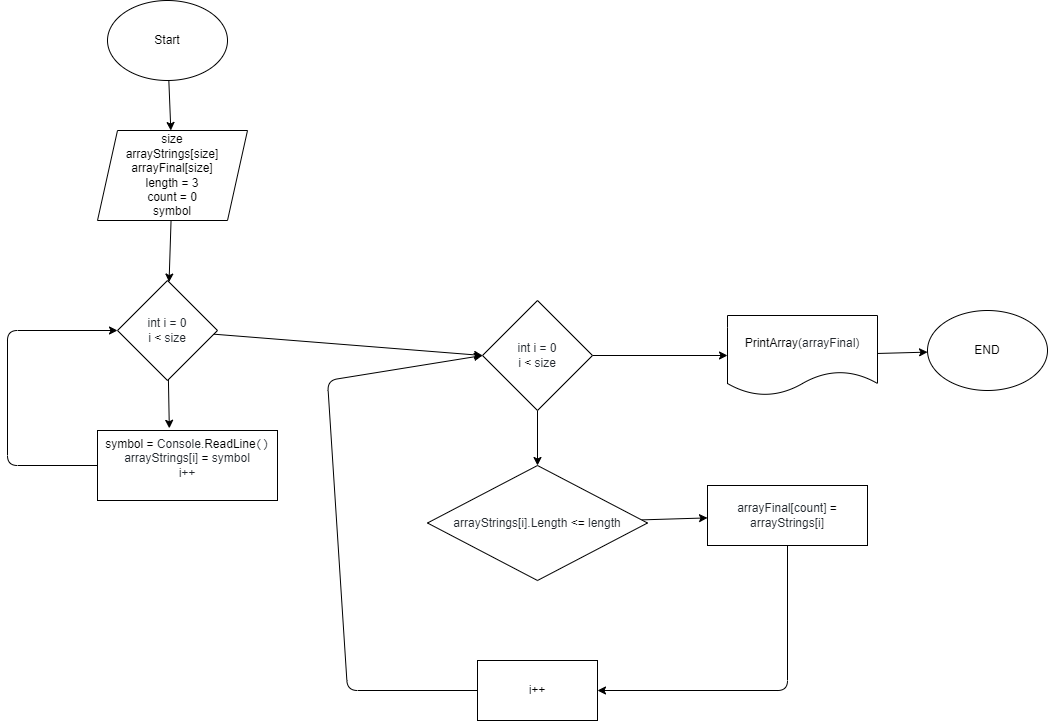 Start
size
arrayStrings[size]
arrayFinal[size]
length = 3
count = 0
symbol
int i = 0
i < size
symbol = Console.ReadLine()
arrayStrings[i] = symbol
i++
int i = 0
i < size
PrintArray(arrayFinal)
END
arrayStrings[i].Length <= length
arrayFinal[count] =
arrayStrings[i]
i++